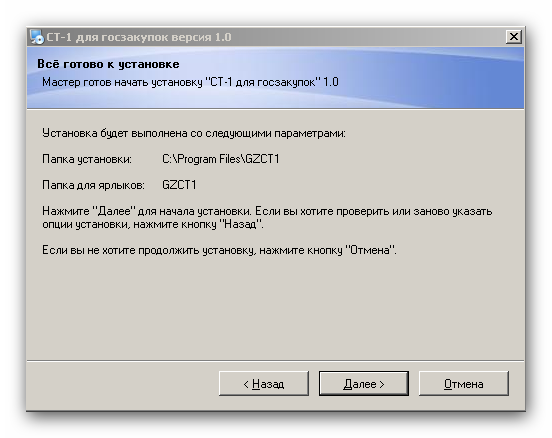 СТ-1 для госзакупок версия 1.0
Всё готово к установке
Мастер готов начать установку "СТ-1 для госзакупок" 1.0
Установка будет выполнена со следующими параметрами:
Папка установки: C:\Program Files\GZCT1
Папка для ярлыков: GZCT1
Нажмите "Далее" для начала установки. Если вы хотите проверить или заново указать
опции установки, нажмите кнопку "Назад".
Если вы не хотите продолжить установку, нажмите кнопку "Отмена".
< Назад
Далее >
Отмена